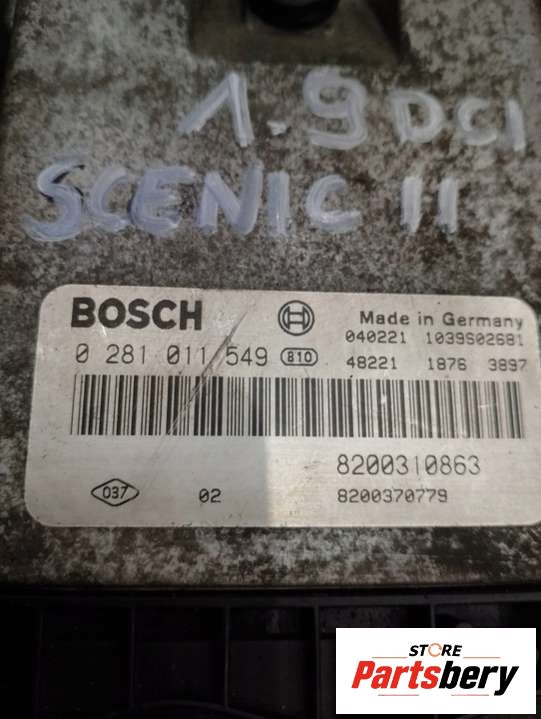 1.9 DCI
SCENIC II
BOSCH
Made in Germany
0 281 011 549 B10
040221 1039S02681
48221 1876 3897
8200310863
037 02 8200370779
STORE
Partsbery